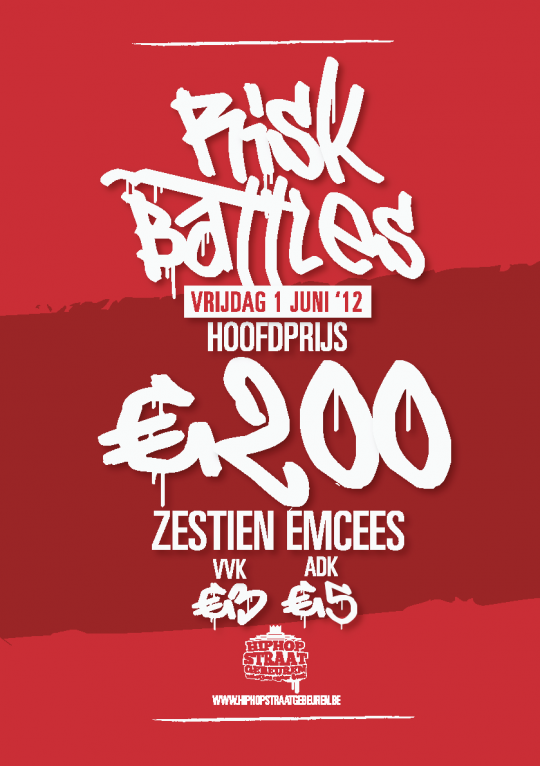 Risk
Battles
VRIJDAG 1 JUNI '12
HOOFDPRIJS
€200
ZESTIEN EMCEES
VVK ADK
€3 €5
HIPHOP
STRAAT
GEBEUREN
WWW.HIPHOPSTRAATGEBEUREN.BE